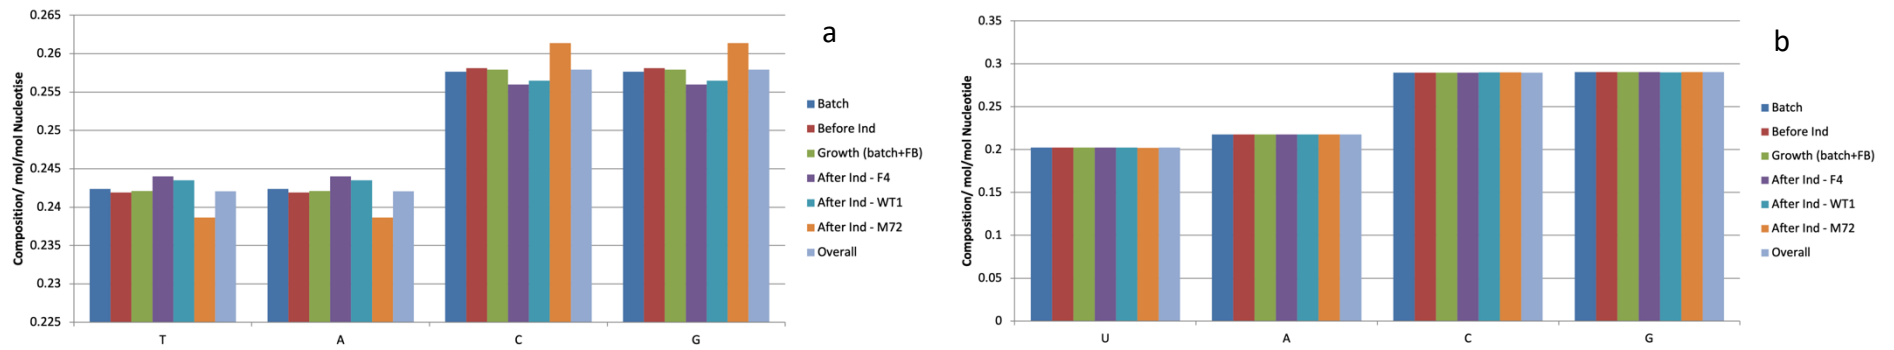 a
Composition/ mol/mol Nucleotise
0.265
0.26
0.255
0.25
0.245
0.24
0.235
0.23
0.225
T A C G
Batch
Before Ind
Growth (batch+FB)
After Ind - F4
After Ind - WT1
After Ind - M72
Overall
b
Composition/ mol/mol Nucleotide
0.35
0.3
0.25
0.2
0.15
0.1
0.05
0
U A C G
Batch
Before Ind
Growth (batch+FB)
After Ind - F4
After Ind - WT1
After Ind - M72
Overall